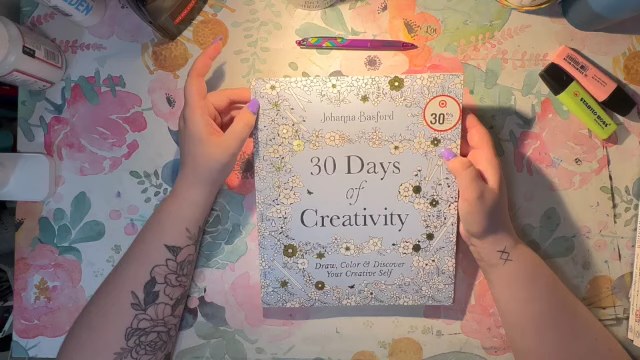 Johanna Basford
30%
30 Days
of
Creativity
Draw, Color & Discover
Your Creative Self
STABILO BOSS